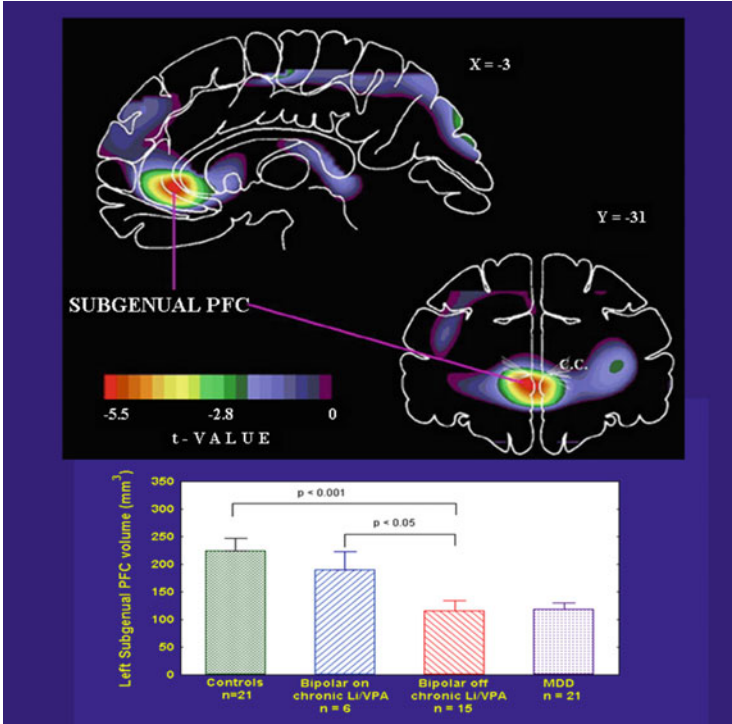 X = -3
Y = -31
SUBGENUAL PFC
C.C.
-5.5 -2.8 0
t - V A L U E
Left Subgenual PFC volume (mm³)
350
300
250
200
150
100
50
0
p < 0.001
p < 0.05
Controls
n=21
Bipolar on
chronic Li/VPA
n = 6
Bipolar off
chronic Li/VPA
n = 15
MDD
n = 21